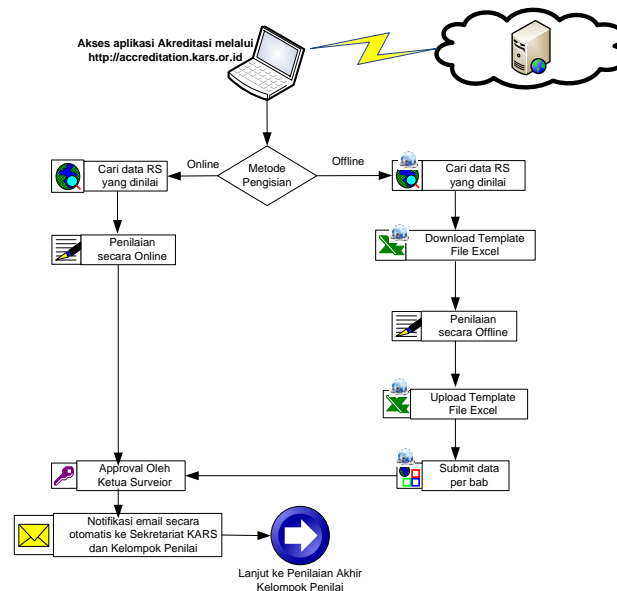 Akses aplikasi Akreditasi melalui
http://accreditation.kars.or.id
Online
Metode
Pengisian
Offline
Cari data RS
yang dinilai
Cari data RS
yang dinilai
Penilaian
secara Online
Download Template
File Excel
Penilaian
secara Offline
Upload Template
File Excel
Approval Oleh
Ketua Surveior
Submit data
per bab
Notifikasi email secara
otomatis ke Sekretariat KARS
dan Kelompok Penilai
Lanjut ke Penilaian Akhir
Kelompok Penilai